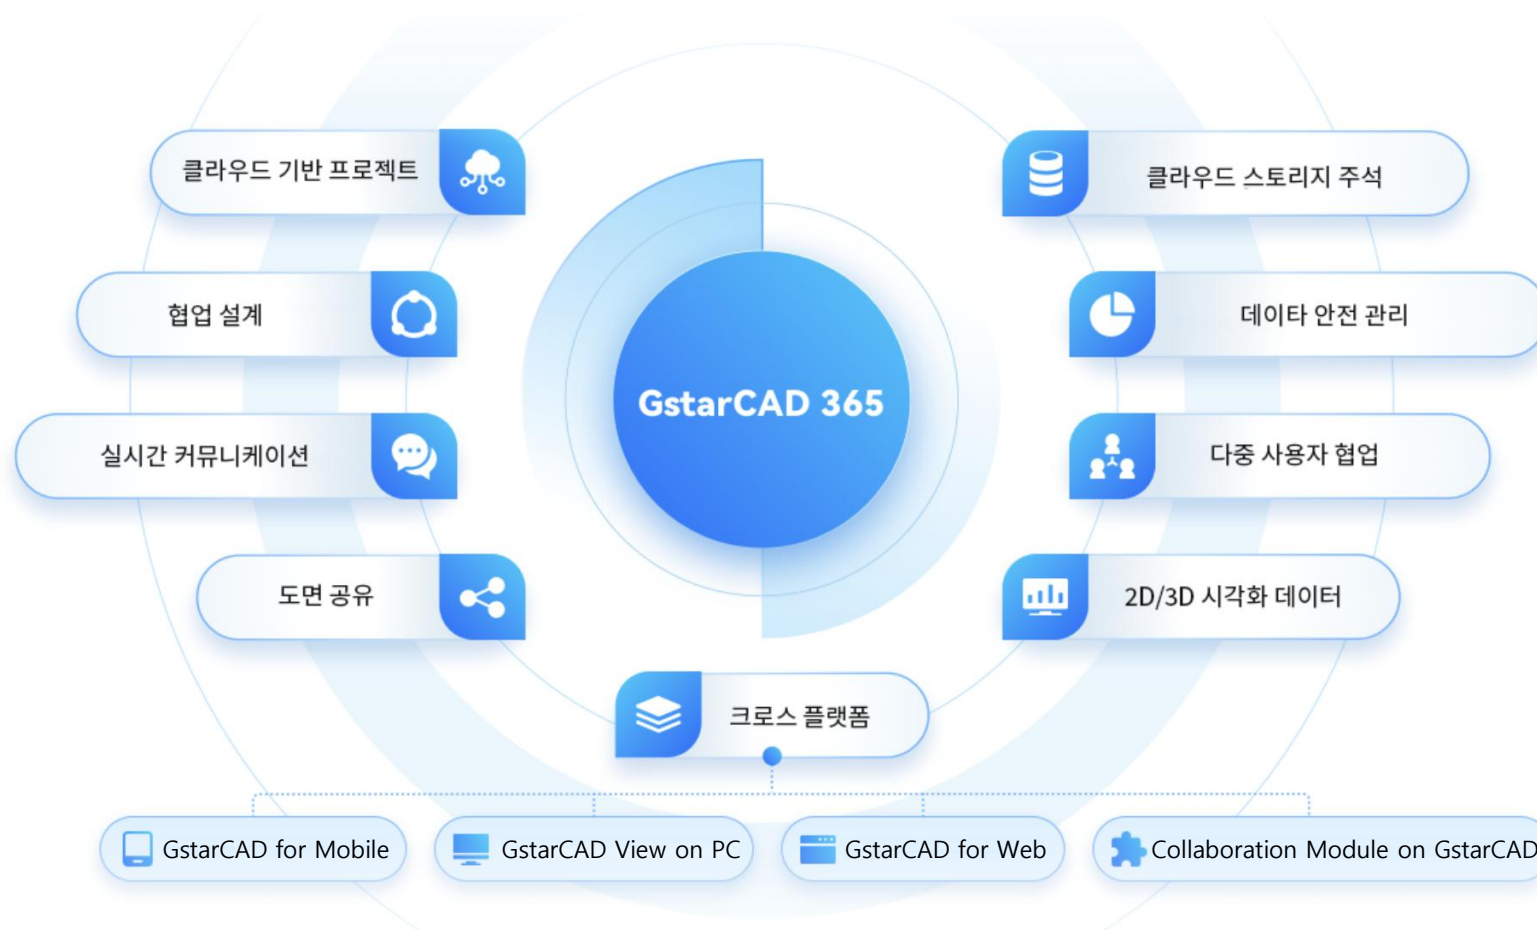 클라우드 기반 프로젝트
클라우드 스토리지 주석
협업 설계
데이타 안전 관리
GstarCAD 365
실시간 커뮤니케이션
다중 사용자 협업
도면 공유
2D/3D 시각화 데이터
크로스 플랫폼
GstarCAD for Mobile
GstarCAD View on PC
GstarCAD for Web
Collaboration Module on GstarCAD